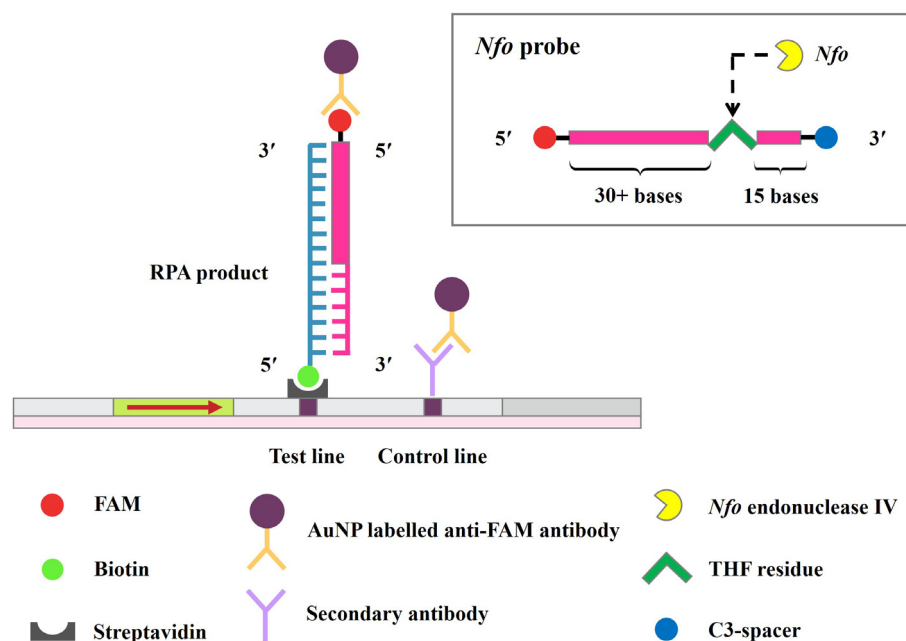 Nfo probe
Nfo
5′
3′
30+ bases
15 bases
3′
5′
RPA product
5′
3′
Test line
Control line
FAM
AuNP labelled anti-FAM antibody
Nfo endonuclease IV
Biotin
THF residue
Secondary antibody
Streptavidin
C3-spacer